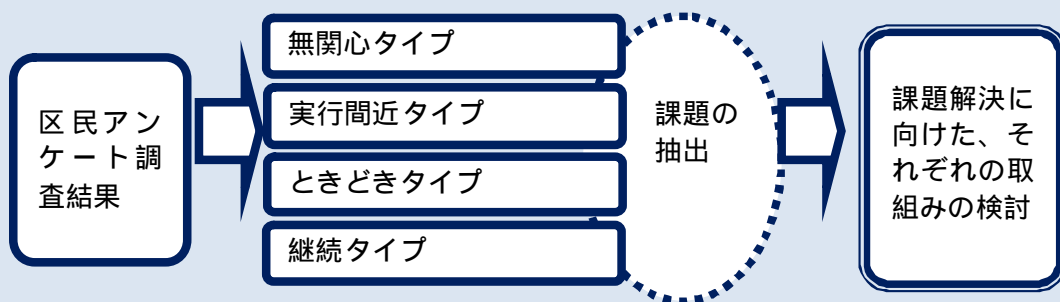 区民アン
ケート調
査結果
無関心タイプ
実行間近タイプ
ときどきタイプ
継続タイプ
課題の
抽出
課題解決に
向けた、そ
れぞれの取
組みの検討